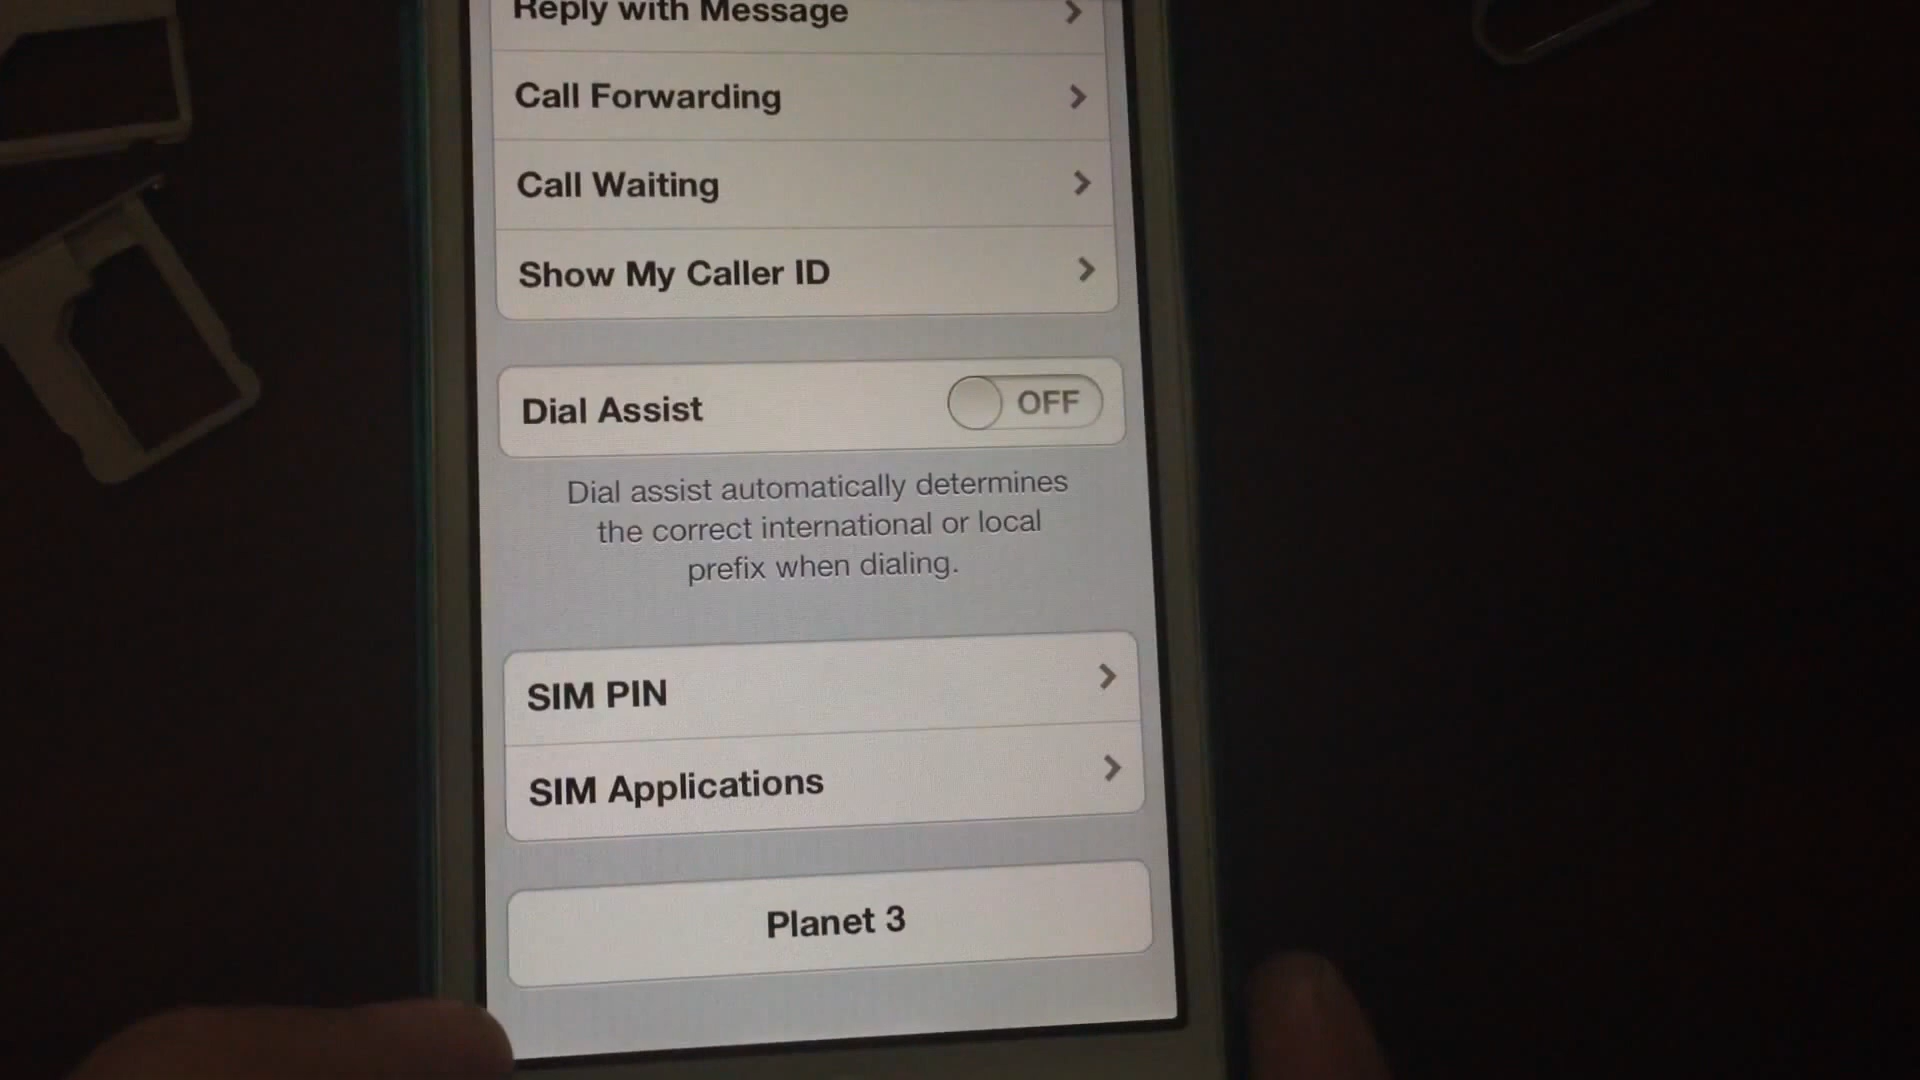 Reply with Message
Call Forwarding
Call Waiting
Show My Caller ID
Dial Assist OFF
Dial assist automatically determines
the correct international or local
prefix when dialing.
SIM PIN
SIM Applications
Planet 3